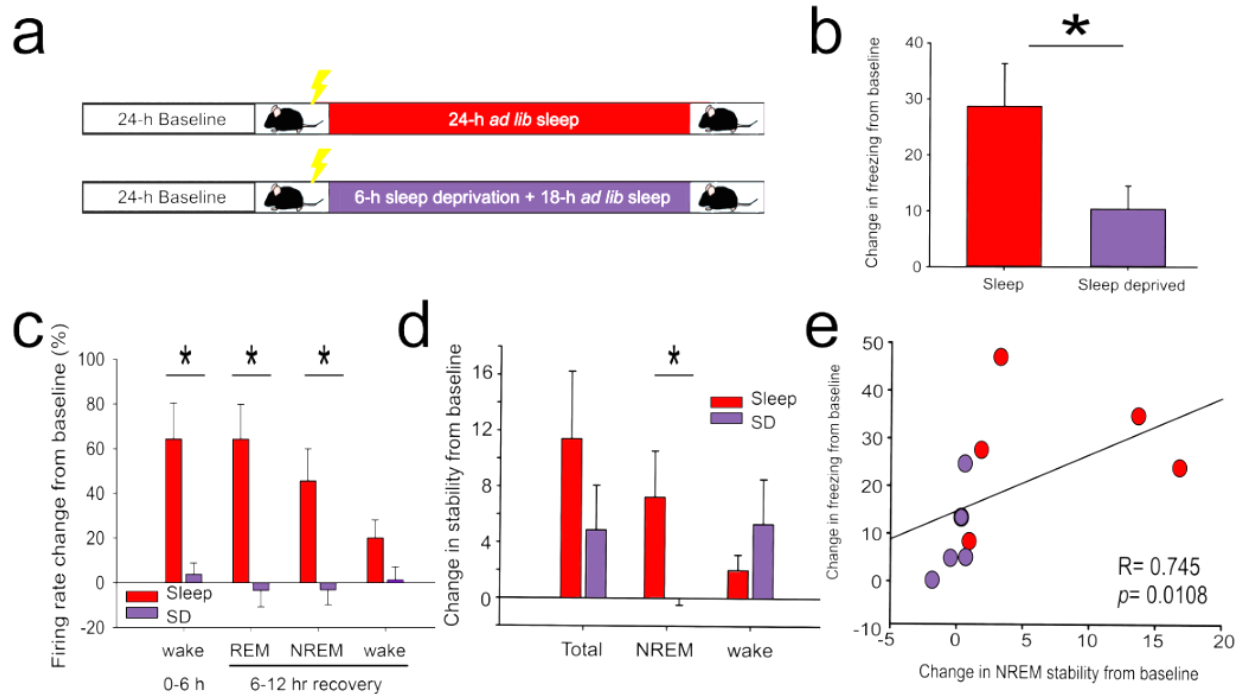 a
24-h Baseline
24-h ad lib sleep
24-h Baseline
6-h sleep deprivation + 18-h ad lib sleep
b
*
Change in freezing from baseline
40
30
20
10
0
Sleep
Sleep deprived
c
Firing rate change from baseline (%)
100
80
60
40
20
0
-20
* * *
Sleep
SD
wake REM NREM wake
0-6 h 6-12 hr recovery
d
Change in stability from baseline
16
12
8
4
0
*
Sleep
SD
Total NREM wake
e
Change in freezing from baseline
50
40
30
20
10
0
-10
R= 0.745
p= 0.0108
-5 0 5 10 15 20
Change in NREM stability from baseline